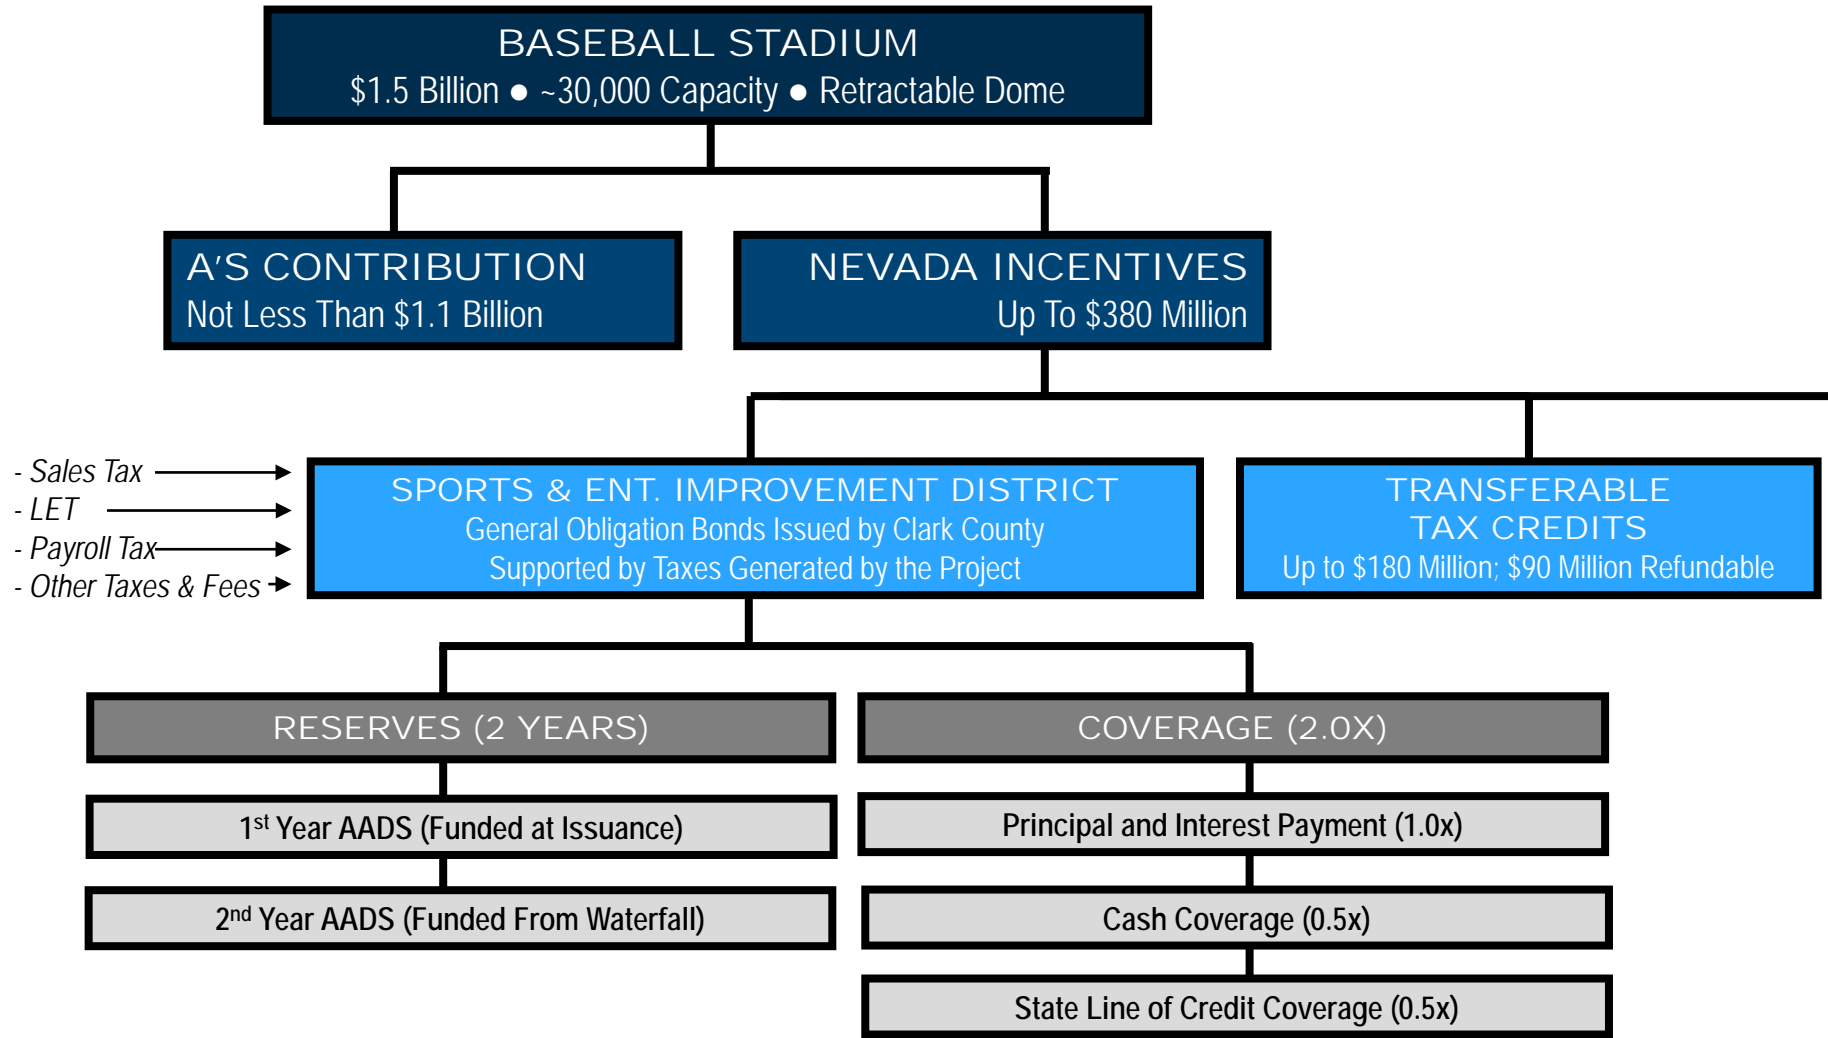 BASEBALL STADIUM
$1.5 Billion ● ~30,000 Capacity ● Retractable Dome
A'S CONTRIBUTION
Not Less Than $1.1 Billion
NEVADA INCENTIVES
Up To $380 Million
- Sales Tax
- LET
- Payroll Tax
- Other Taxes & Fees
SPORTS & ENT. IMPROVEMENT DISTRICT
General Obligation Bonds Issued by Clark County
Supported by Taxes Generated by the Project
TRANSFERABLE
TAX CREDITS
Up to $180 Million; $90 Million Refundable
RESERVES (2 YEARS)
1st Year AADS (Funded at Issuance)
2nd Year AADS (Funded From Waterfall)
COVERAGE (2.0X)
Principal and Interest Payment (1.0x)
Cash Coverage (0.5x)
State Line of Credit Coverage (0.5x)